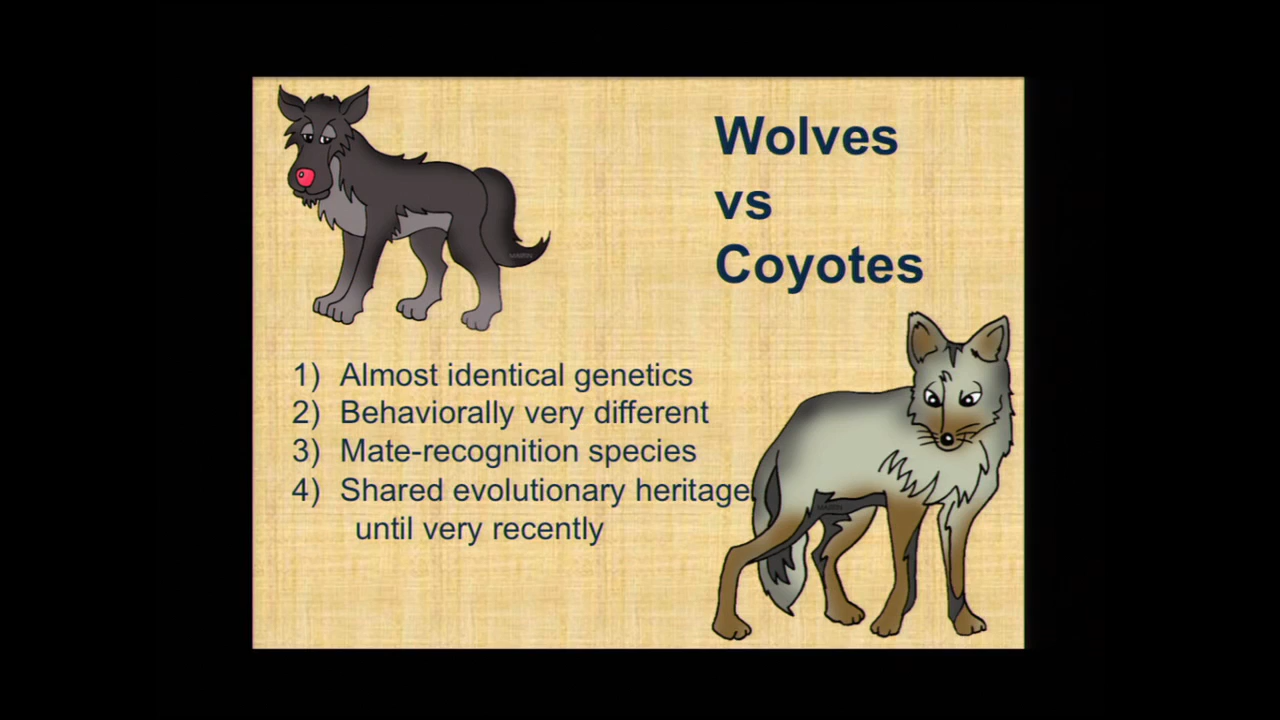 Wolves
vs
Coyotes
1) Almost identical genetics
2) Behaviorally very different
3) Mate-recognition species
4) Shared evolutionary heritage
until very recently